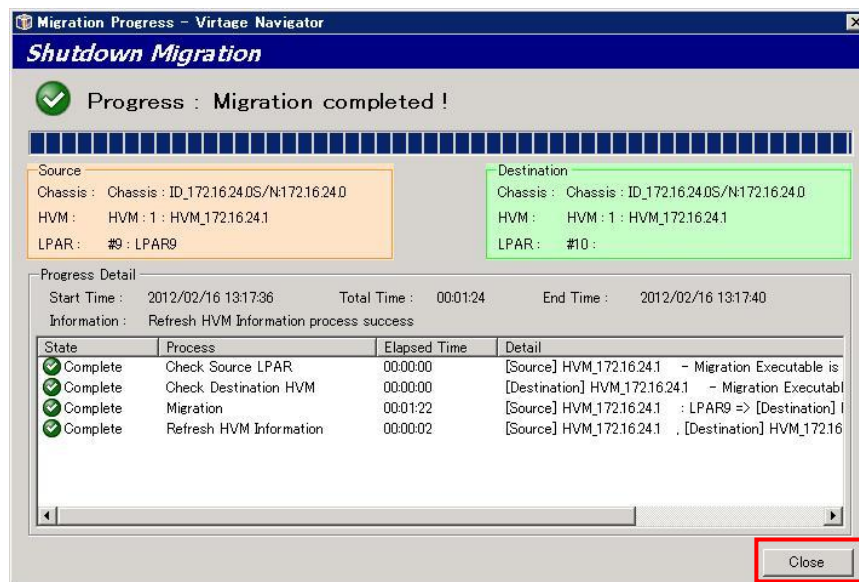 Migration Progress - Virtage Navigator
Shutdown Migration
Progress : Migration completed !
Source
Chassis : Chassis : ID_172.16.24.0S/N:172.16.24.0
HVM : HVM : 1 : HVM_172.16.24.1
LPAR : #9 : LPAR9
Destination
Chassis : Chassis : ID_172.16.24.0S/N:172.16.24.0
HVM : HVM : 1 : HVM_172.16.24.1
LPAR : #10 :
Progress Detail
Start Time : 2012/02/16 13:17:36 Total Time : 00:01:24 End Time : 2012/02/16 13:17:40
Information : Refresh HVM Information process success
State Process Elapsed Time Detail
Complete Check Source LPAR 00:00:00 [Source] HVM_172.16.24.1 - Migration Executable is
Complete Check Destination HVM 00:00:00 [Destination] HVM_172.16.24.1 - Migration Executabl
Complete Migration 00:01:22 [Source] HVM_172.16.24.1 : LPAR9 => [Destination]
Complete Refresh HVM Information 00:00:02 [Source] HVM_172.16.24.1 , [Destination] HVM_172.16
Close